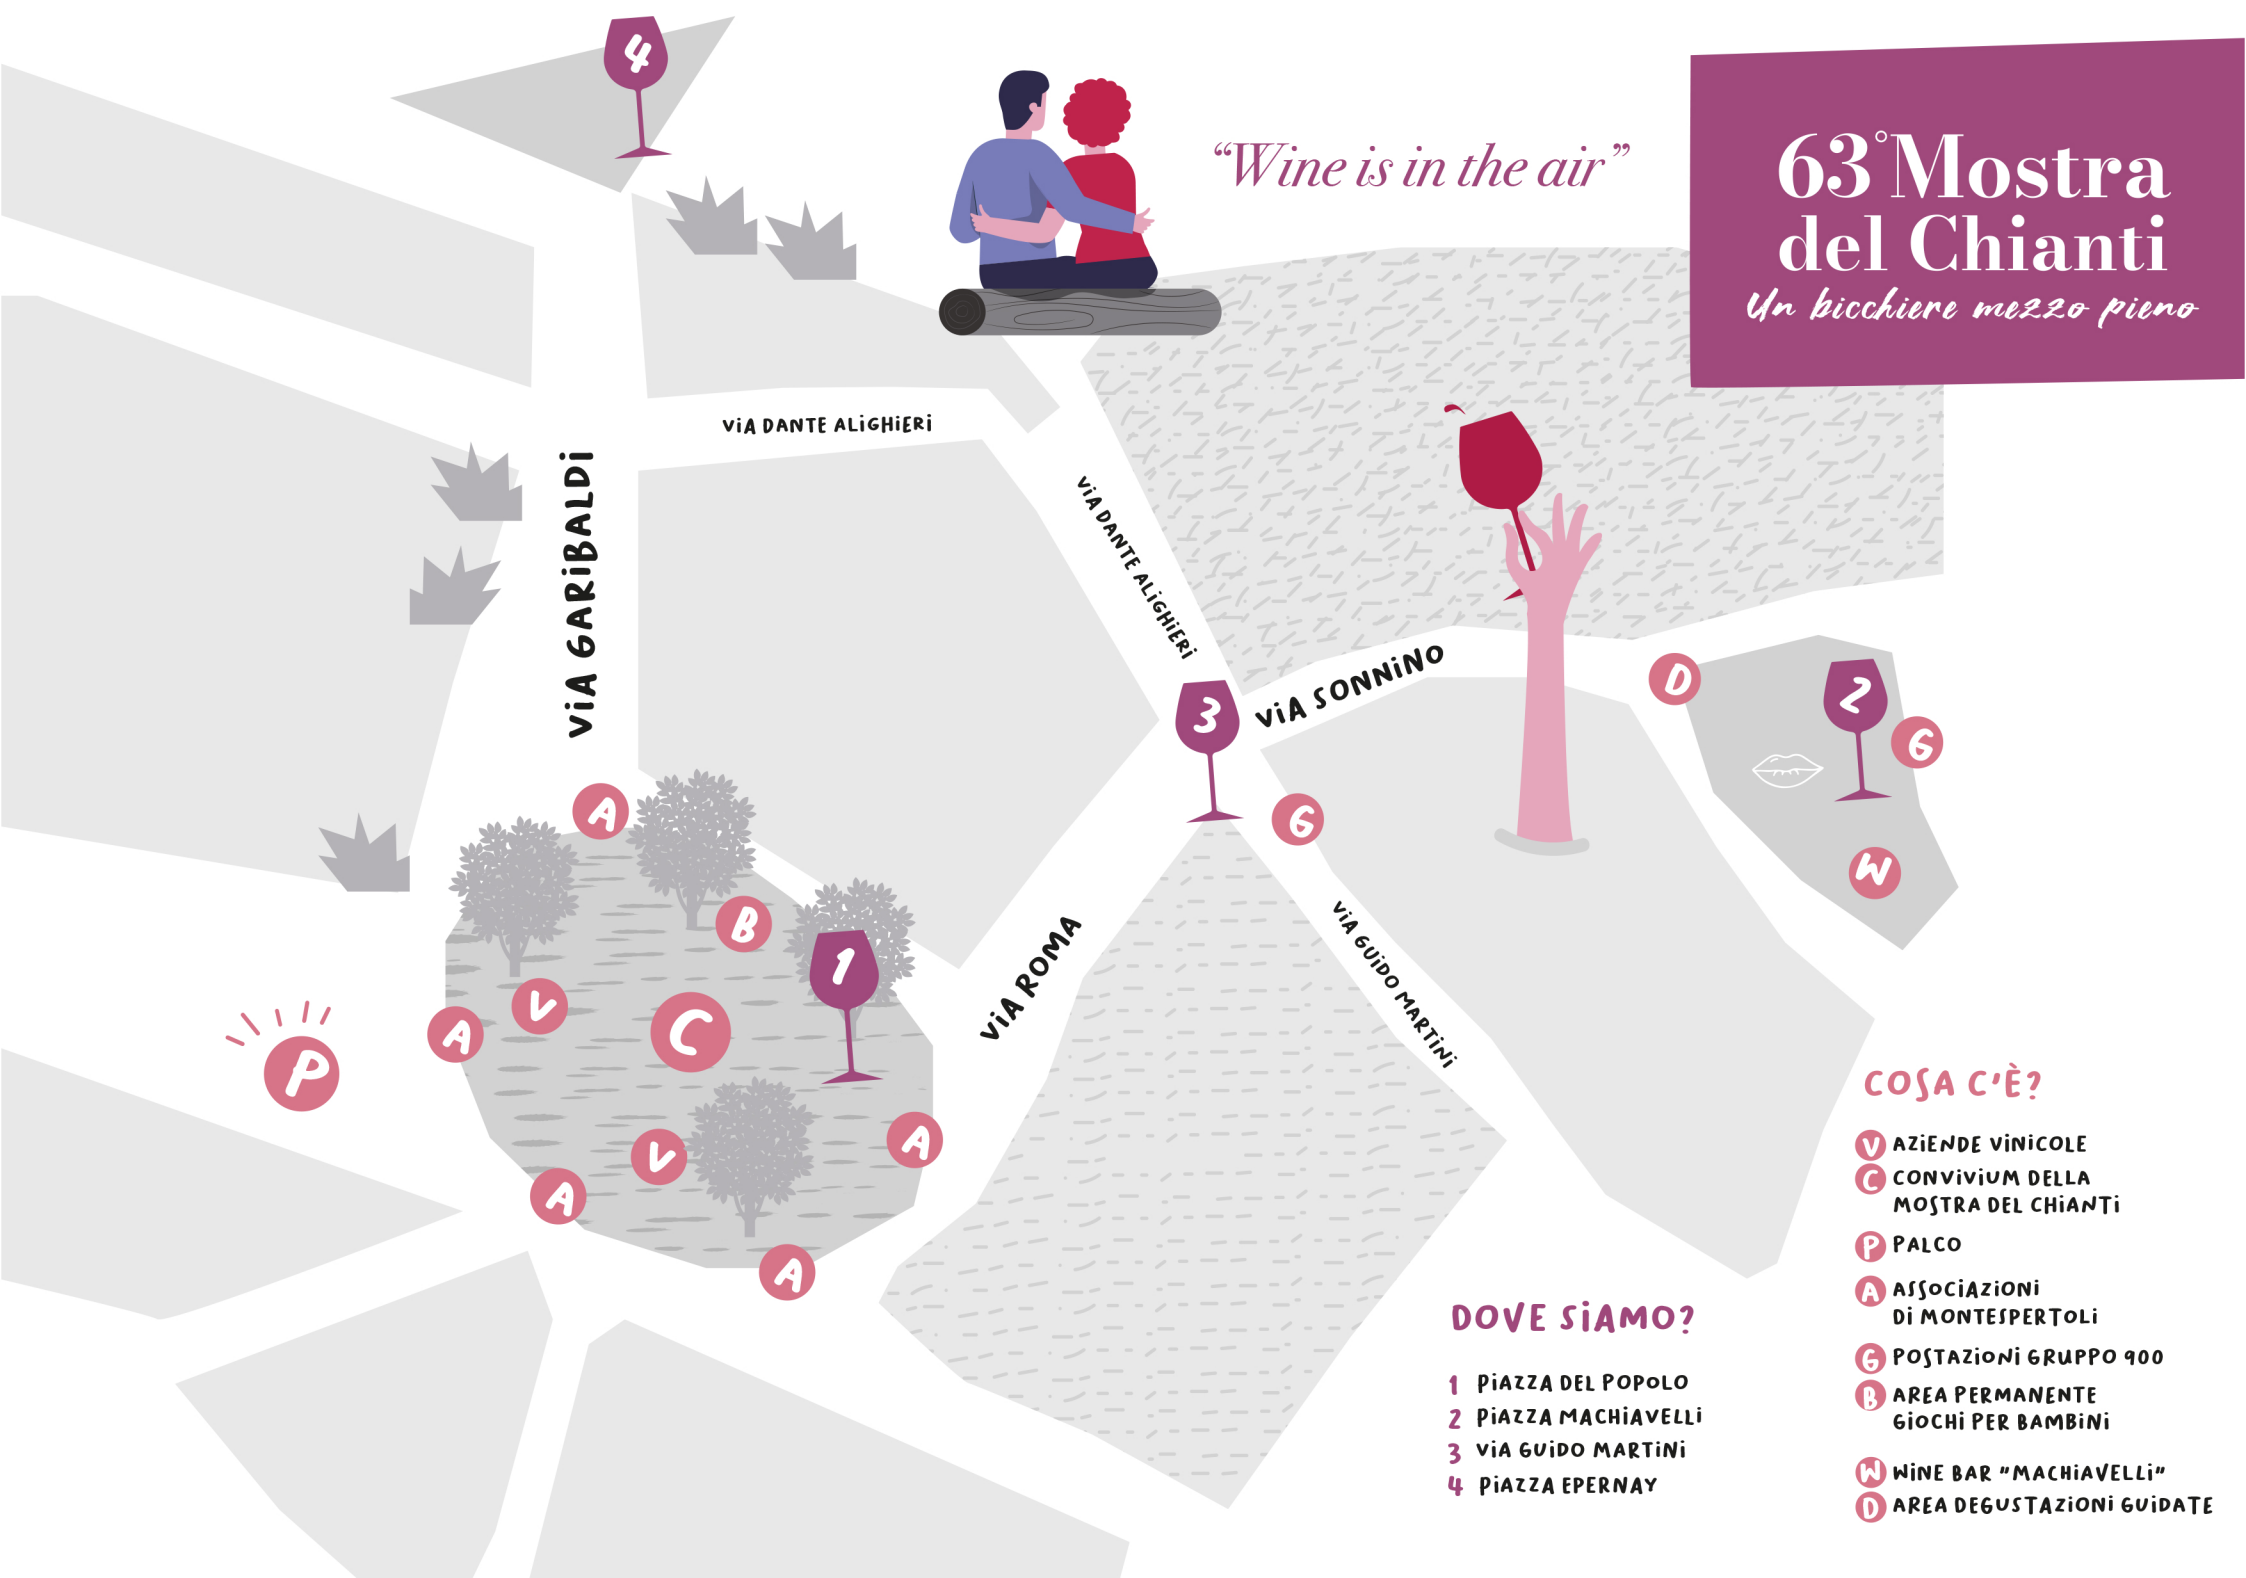 4
“Wine is in the air”
63° Mostra
del Chianti
Un bicchiere mezzo pieno
VIA DANTE ALIGHIERI
VIA GARIBALDI
VIA DANTE ALIGHIERI
VIA SONNINO
3
D
2
G
W
A
G
B
1
V
A
C
VIA ROMA
VIA GUIDO MARTINI
P
A
V
A
A
DOVE SIAMO?
1 PIAZZA DEL POPOLO
2 PIAZZA MACHIAVELLI
3 VIA GUIDO MARTINI
4 PIAZZA EPERNAY
COSA C'È?
V AZIENDE VINICOLE
C CONVIVIUM DELLA
MOSTRA DEL CHIANTI
P PALCO
A ASSOCIAZIONI
DI MONTESPERTOLI
G POSTAZIONI GRUPPO 900
B AREA PERMANENTE
GIOCHI PER BAMBINI
W WINE BAR "MACHIAVELLI"
D AREA DEGUSTAZIONI GUIDATE